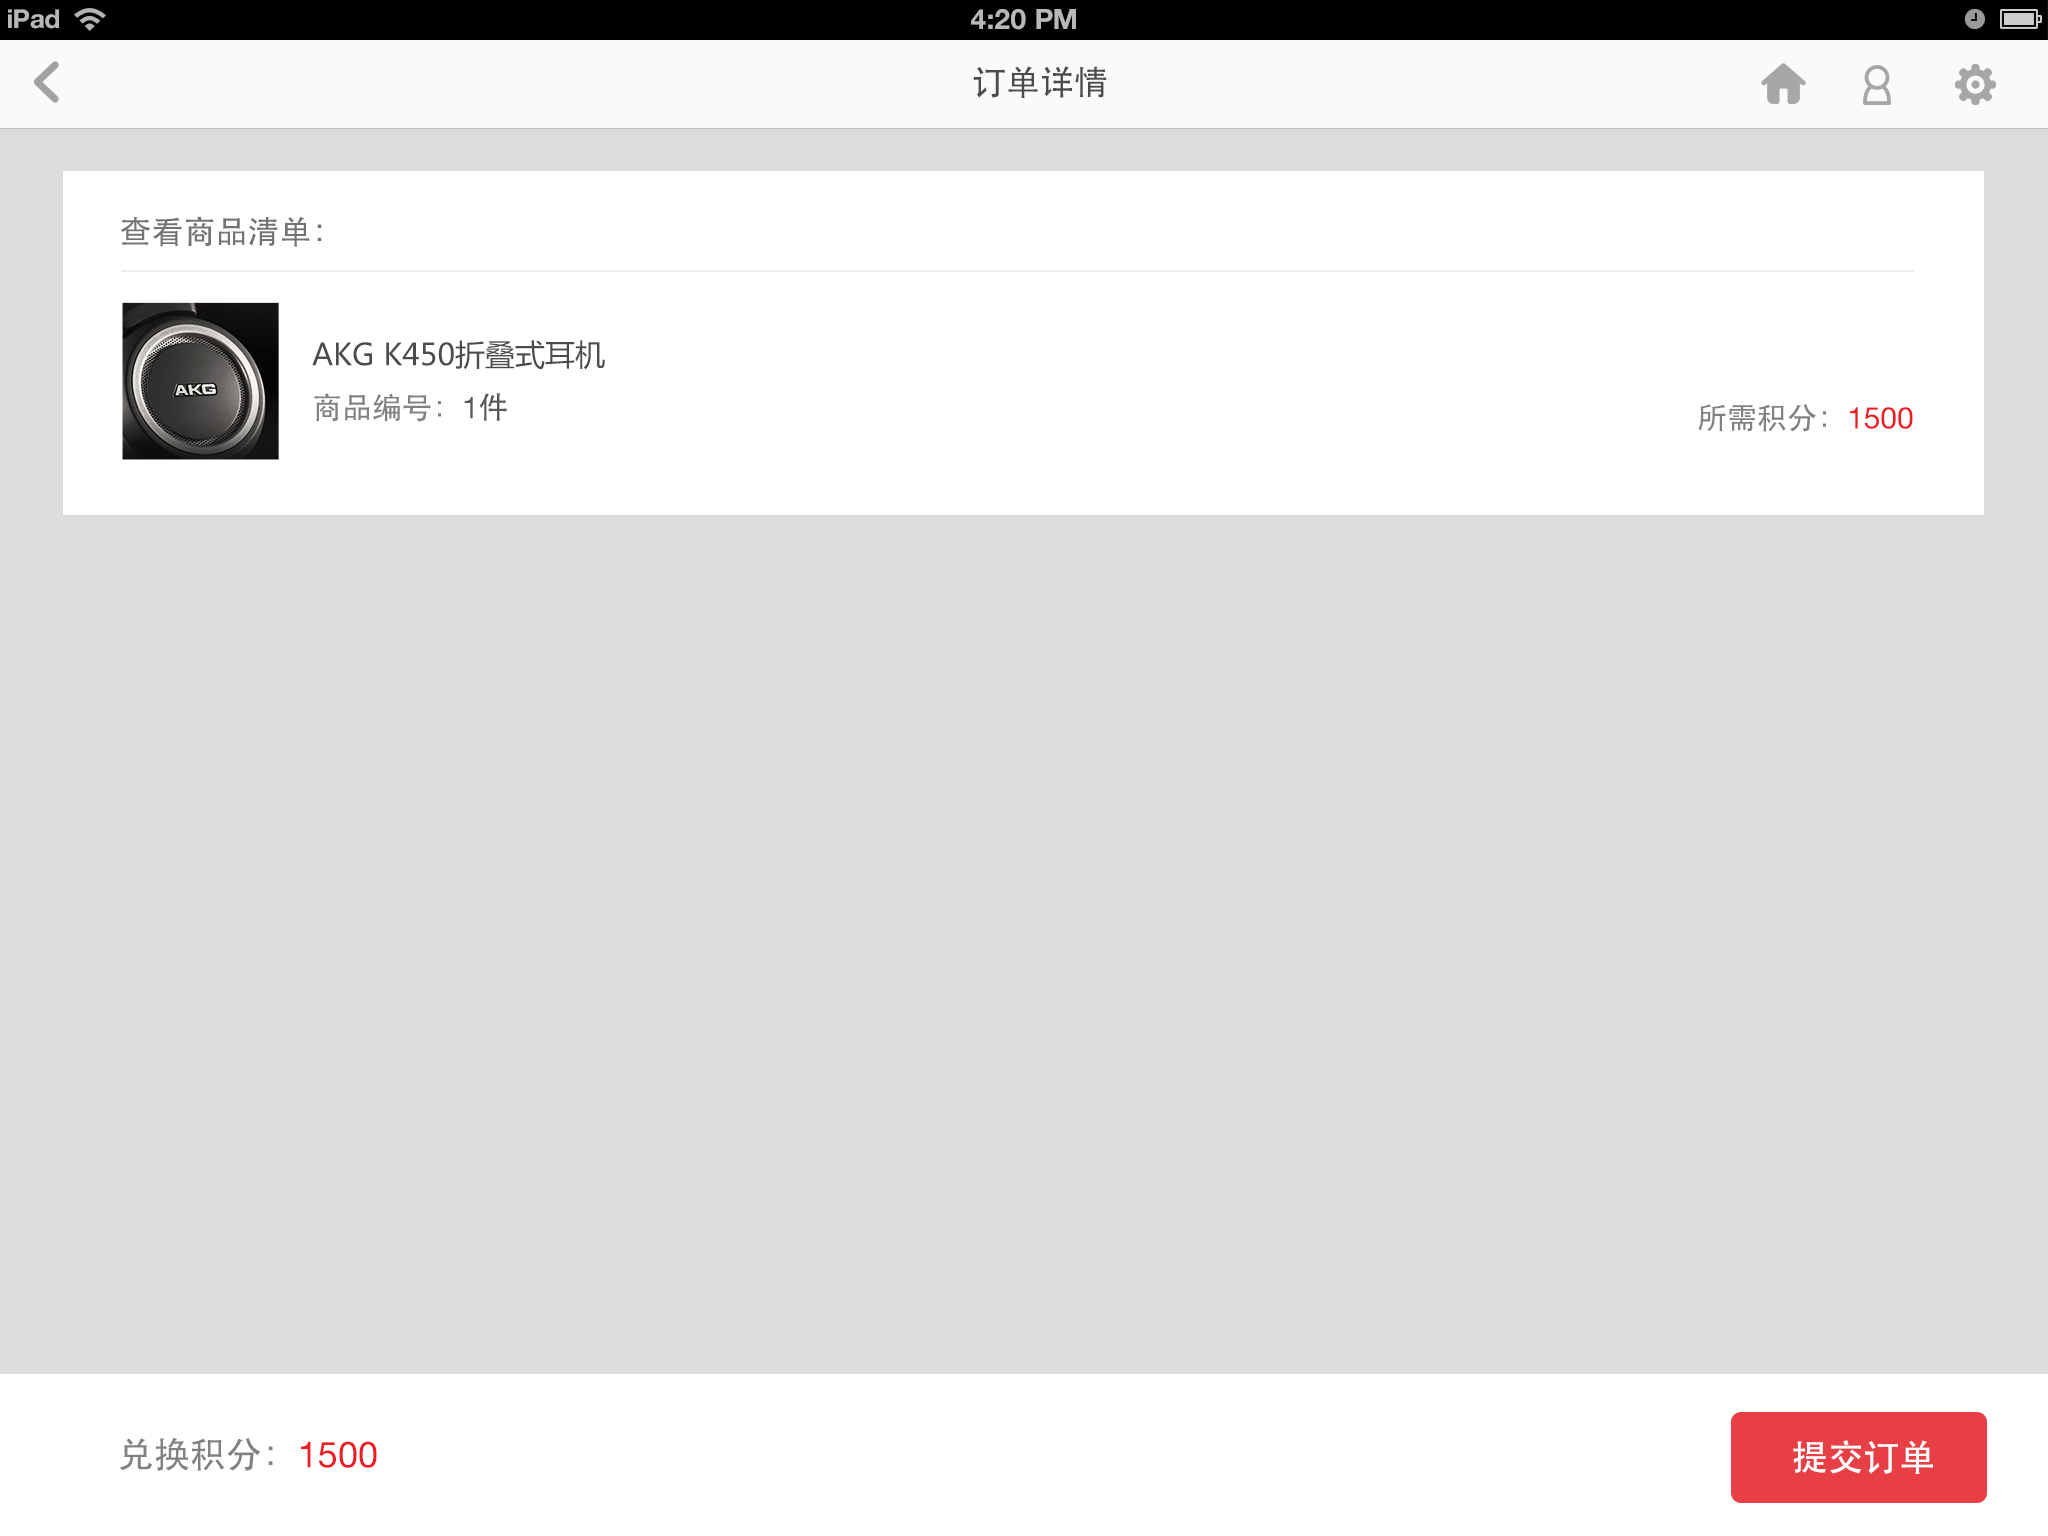 iPad
4:20 PM
订单详情
查看商品清单：
AKG
AKG K450折叠式耳机
商品编号： 1件
所需积分： 1500
兑换积分： 1500
提交订单